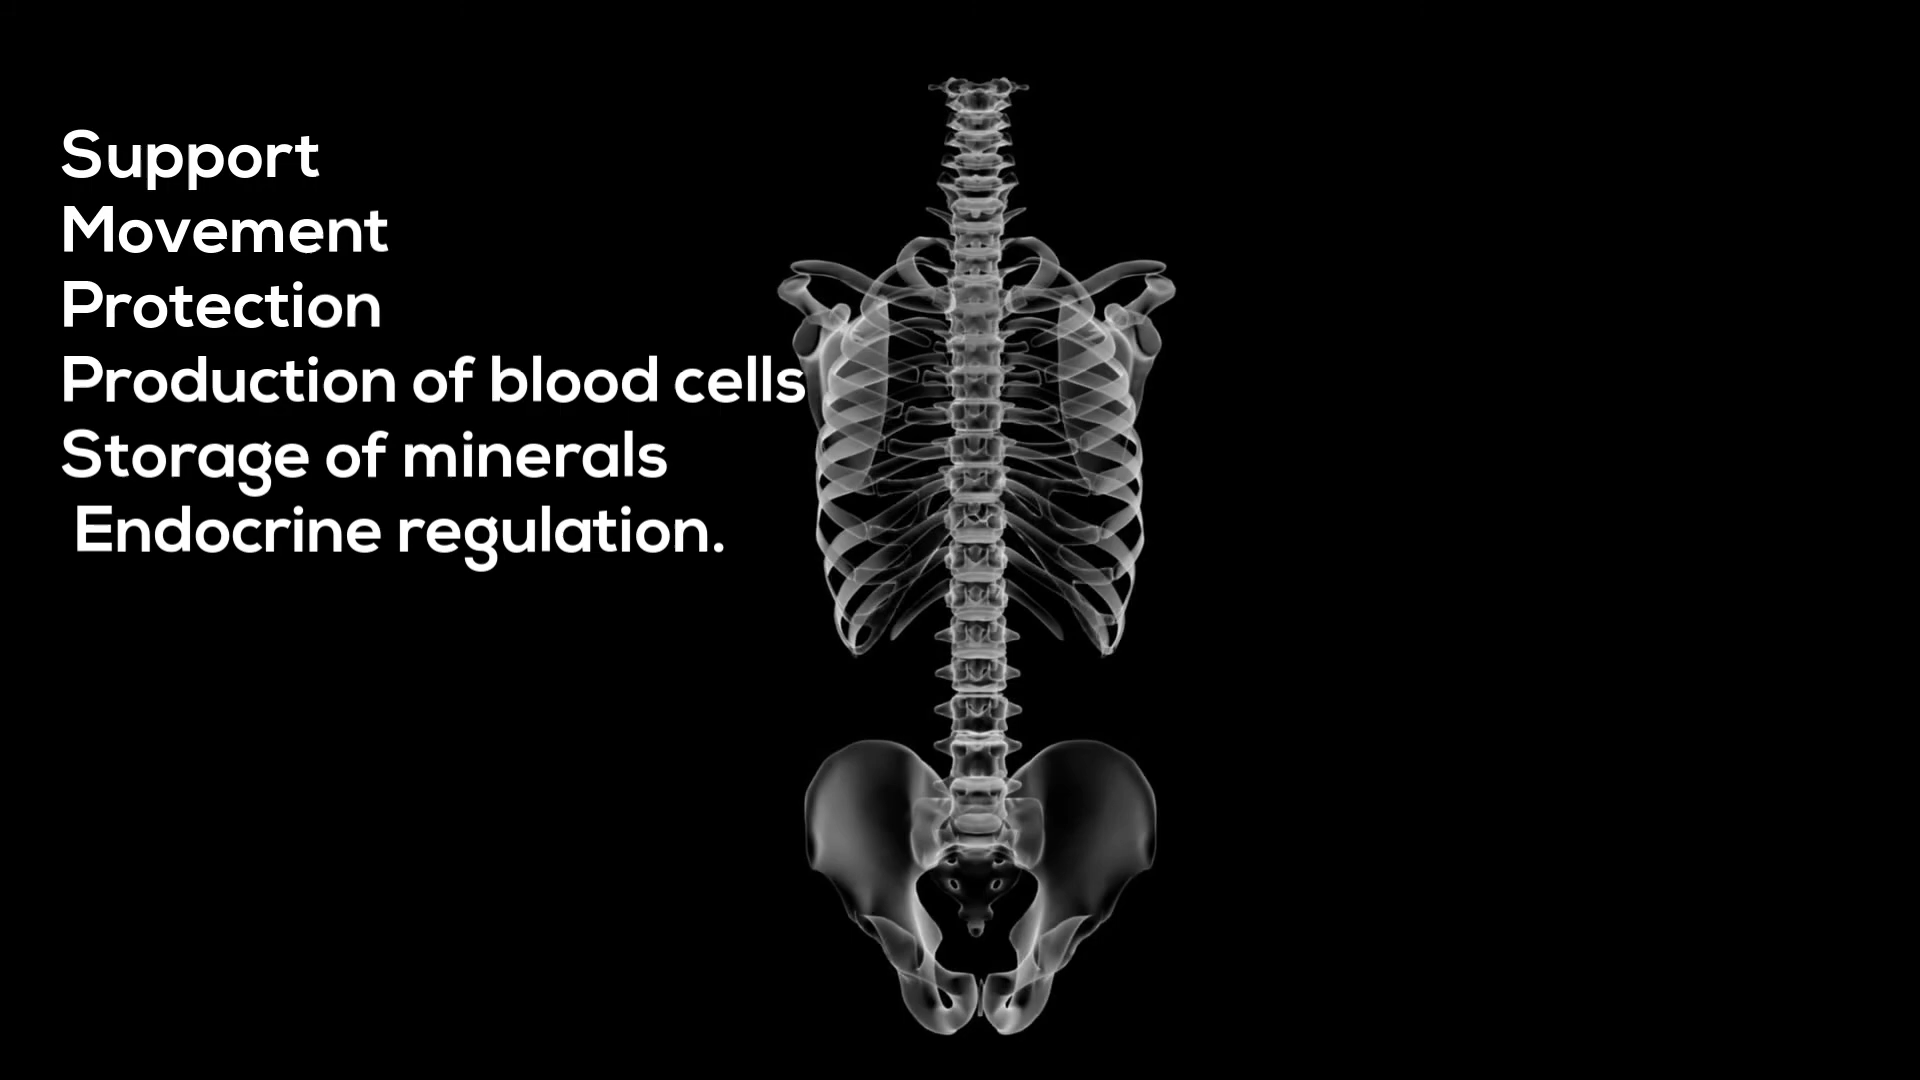 Support
Movement
Protection
Production of blood cells
Storage of minerals
Endocrine regulation.